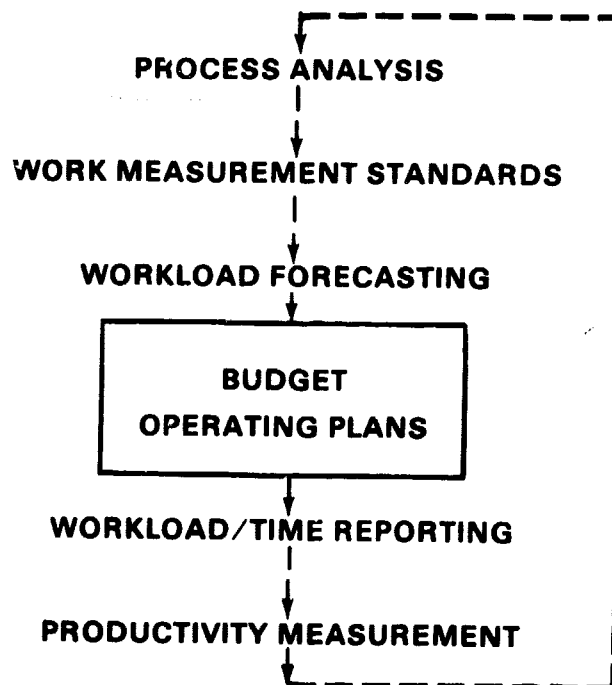 PROCESS ANALYSIS
WORK MEASUREMENT STANDARDS
WORKLOAD FORECASTING
BUDGET
OPERATING PLANS
WORKLOAD/TIME REPORTING
PRODUCTIVITY MEASUREMENT